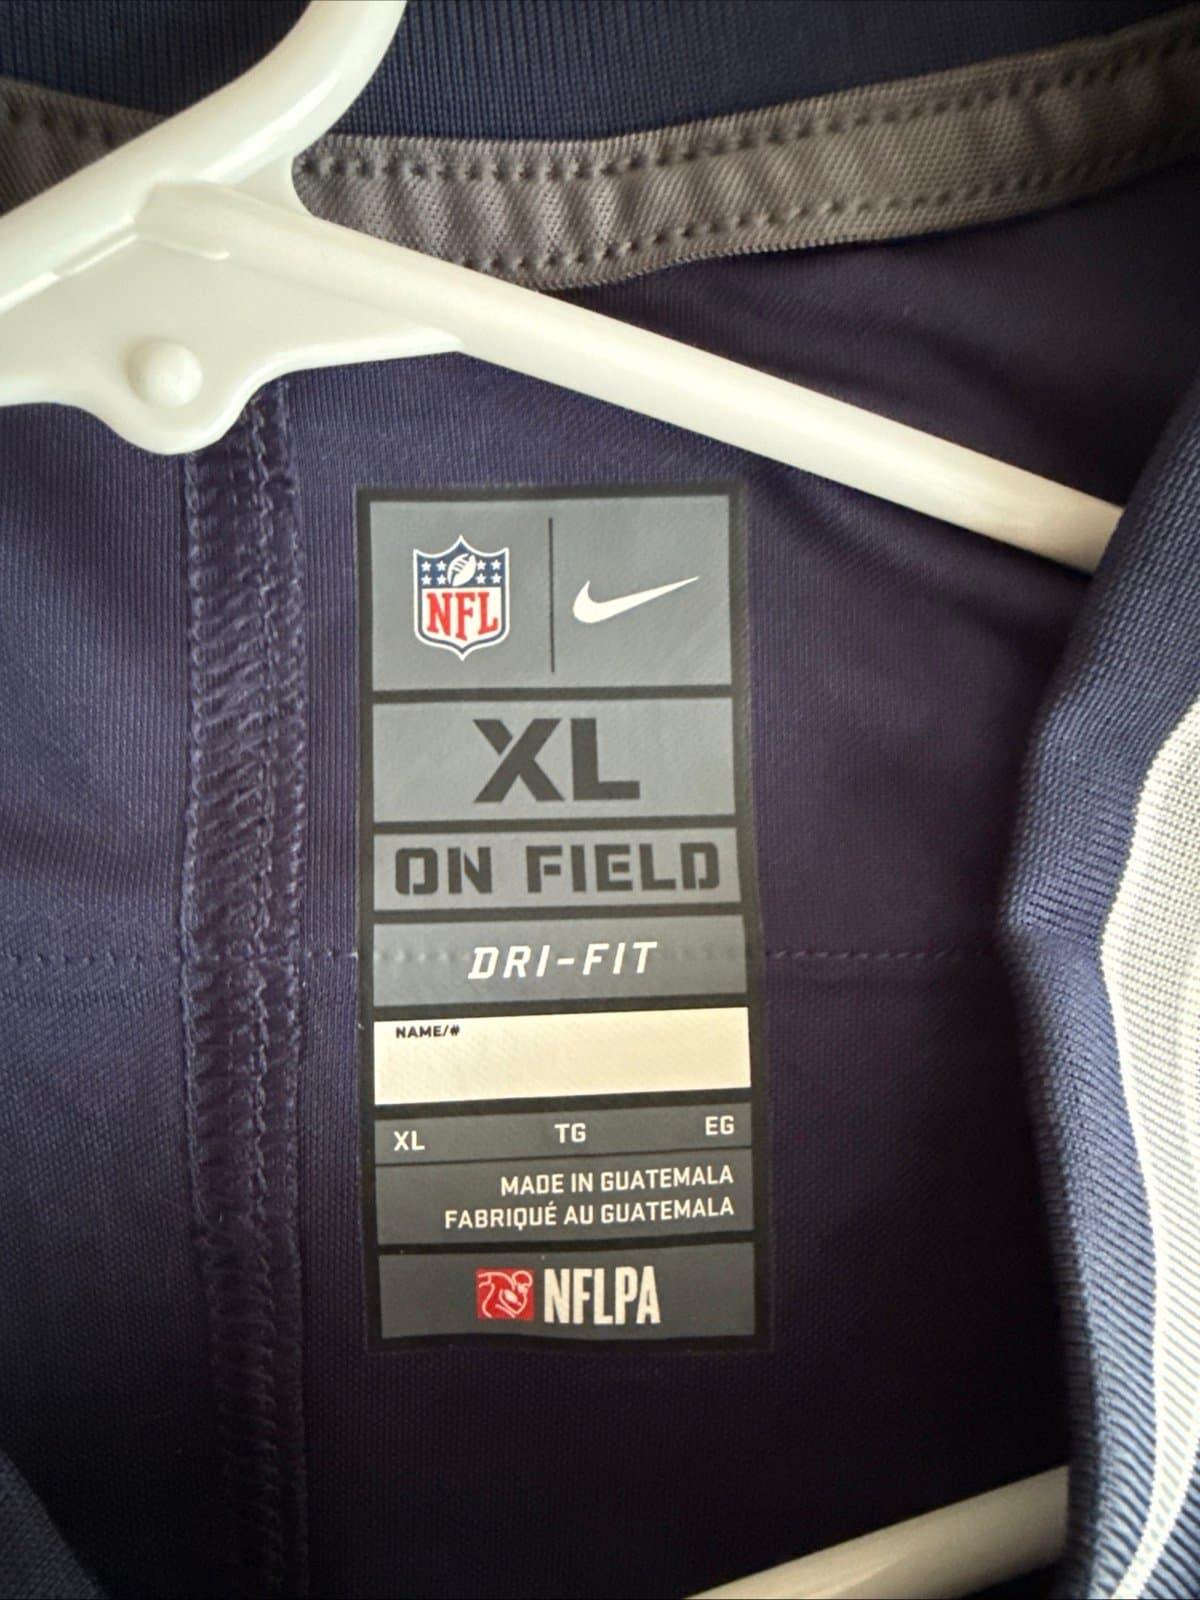 NFL
XL
ON FIELD
DRI-FIT
NAME/#
XL TG EG
MADE IN GUATEMALA
FABRIQUÉ AU GUATEMALA
NFLPA